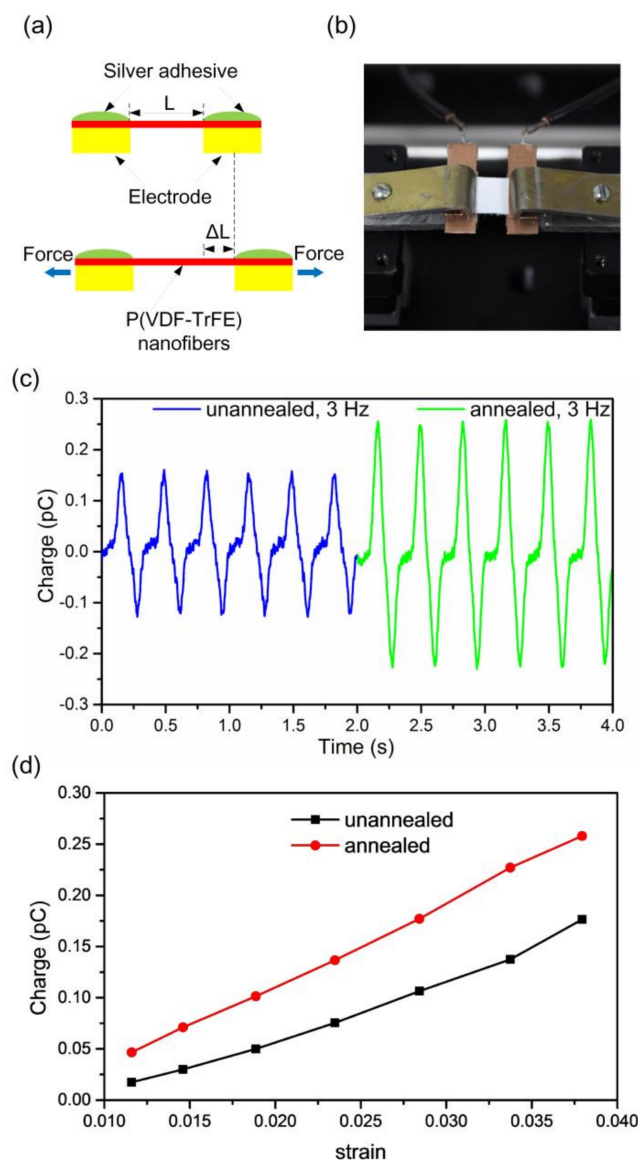 (a)
Silver adhesive
L
Electrode
ΔL
Force
Force
P(VDF-TrFE)
nanofibers
(b)
(c)
unannealed, 3 Hz
annealed, 3 Hz
0.3
0.2
0.1
0.0
-0.1
-0.2
-0.3
Charge (pC)
0.0 0.5 1.0 1.5 2.0 2.5 3.0 3.5 4.0
Time (s)
(d)
unannealed
annealed
0.30
0.25
0.20
0.15
0.10
0.05
0.00
Charge (pC)
0.010 0.015 0.020 0.025 0.030 0.035 0.040
strain